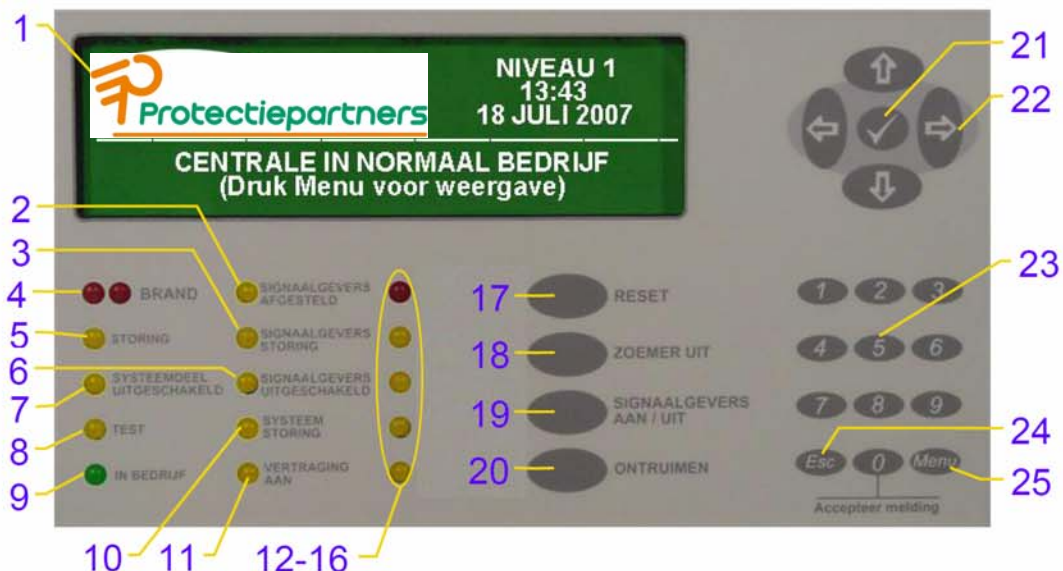 1
Protectiepartners
NIVEAU 1
13:43
18 JULI 2007
CENTRALE IN NORMAAL BEDRIJF
(Druk Menu voor weergave)
21
22
2
3
4
BRAND
SIGNAALGEVERS
AFGESTELD
5
STORING
SIGNAALGEVERS
STORING
6
7
SYSTEEMDEEL
UITGESCHAKELD
SIGNAALGEVERS
UITGESCHAKELD
8
TEST
SYSTEEM
STORING
9
IN BEDRIJF
VERTRAGING
AAN
10
11
12-16
17
RESET
18
ZOEMER UIT
19
SIGNAALGEVERS
AAN / UIT
20
ONTRUIMEN
23
1 2 3
4 5 6
7 8 9
Esc 0 Menu
Accepteer melding
24
25